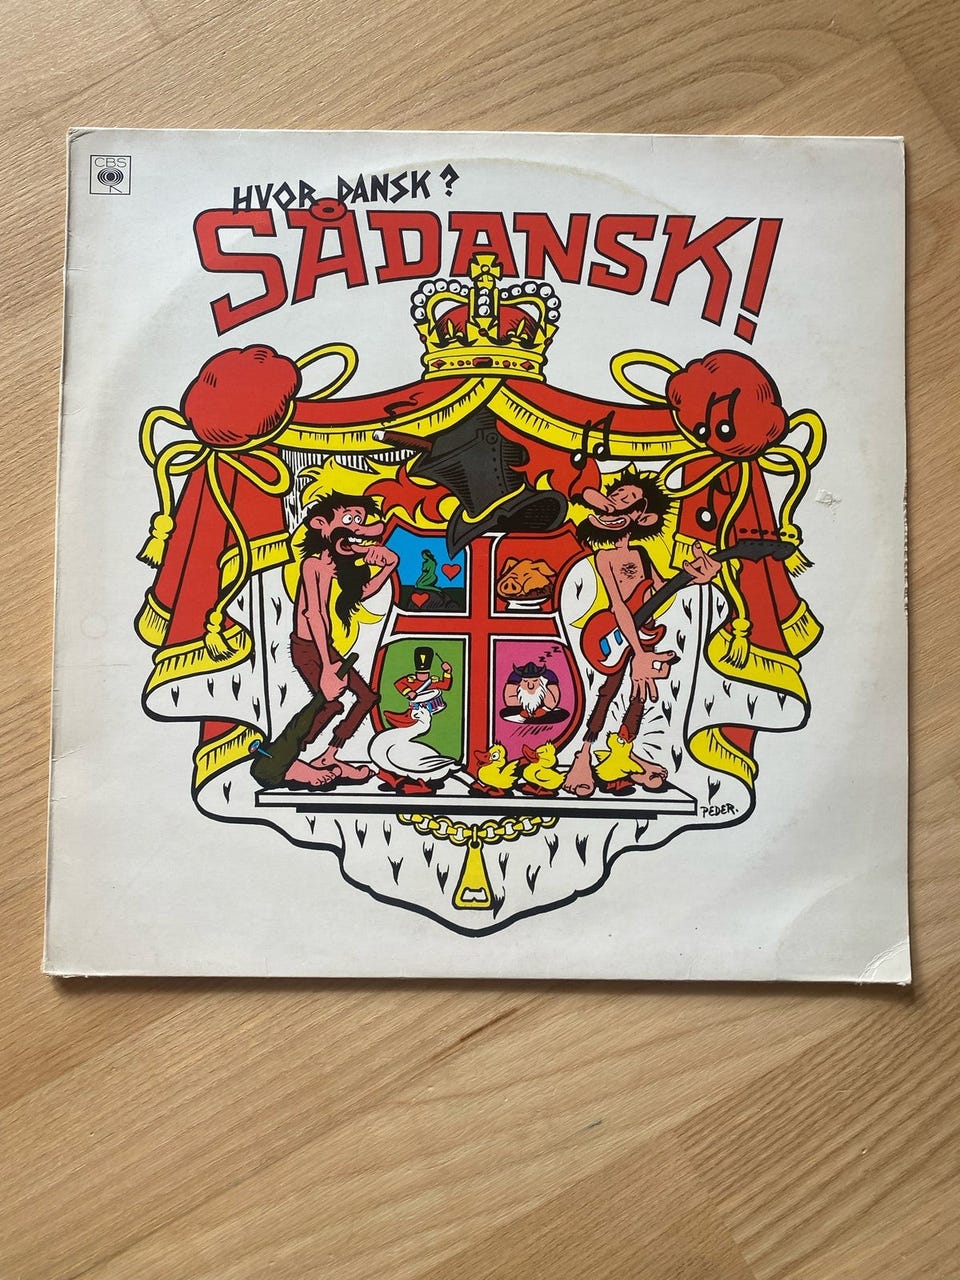 CBS
HVOR DANSK?
SÅDANSK!
z z z
PEDER.